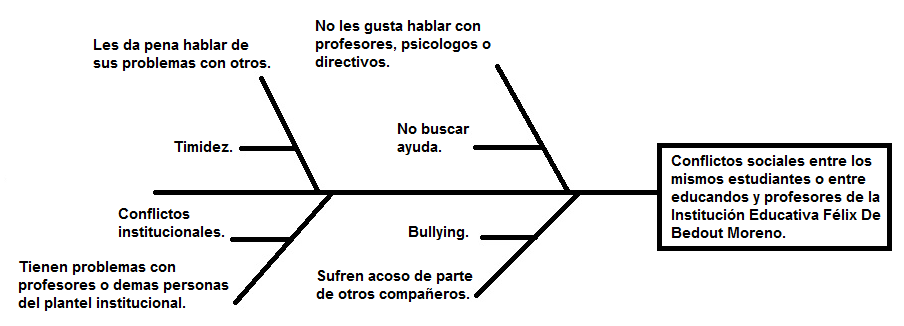 Les da pena hablar de
sus problemas con otros.
No les gusta hablar con
profesores, psicologos o
directivos.
Timidez.
No buscar
ayuda.
Conflictos sociales entre los
mismos estudiantes o entre
educandos y profesores de la
Institución Educativa Félix De
Bedout Moreno.
Conflictos
institucionales.
Bullying.
Tienen problemas con
profesores o demas personas
del plantel institucional.
Sufren acoso de parte
de otros compañeros.